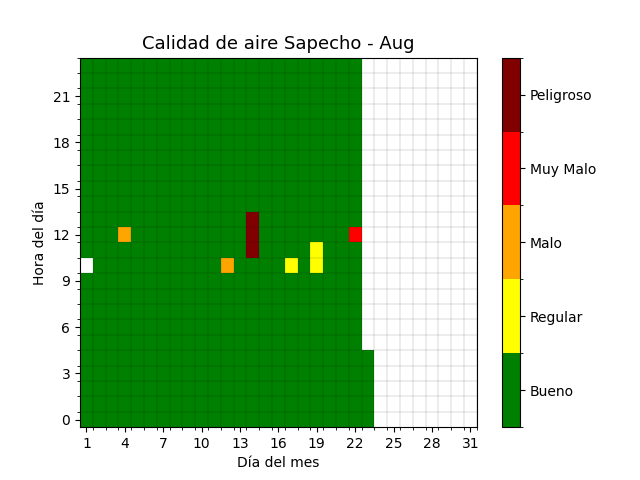 Calidad de aire Sapecho - Aug
Hora del día
21
18
15
12
9
6
3
0
1 4 7 10 13 16 19 22 25 28 31
Día del mes
Peligroso
Muy Malo
Malo
Regular
Bueno